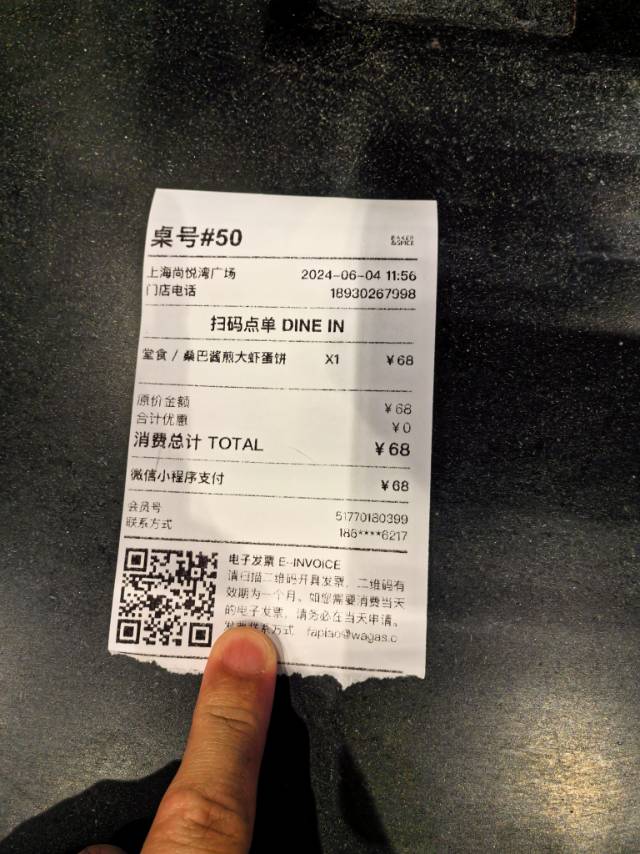 桌号#50
BAKER
&SPICE
上海尚悦湾广场 2024-06-04 11:56
门店电话 18930267998
扫码点单 DINE IN
堂食 / 桑巴酱煎大虾蛋饼 X1 ¥68
原价金额 ¥68
合计优惠 ¥0
消费总计 TOTAL ¥68
微信小程序支付 ¥68
会员号 51770180399
联系方式 186****6217
电子发票 E-INVOICE
请扫描二维码开具发票，二维码有
效期为一个月。如您需要消费当天
的电子发票，请务必在当天申请。
联系方式 fapiao@wagas.c